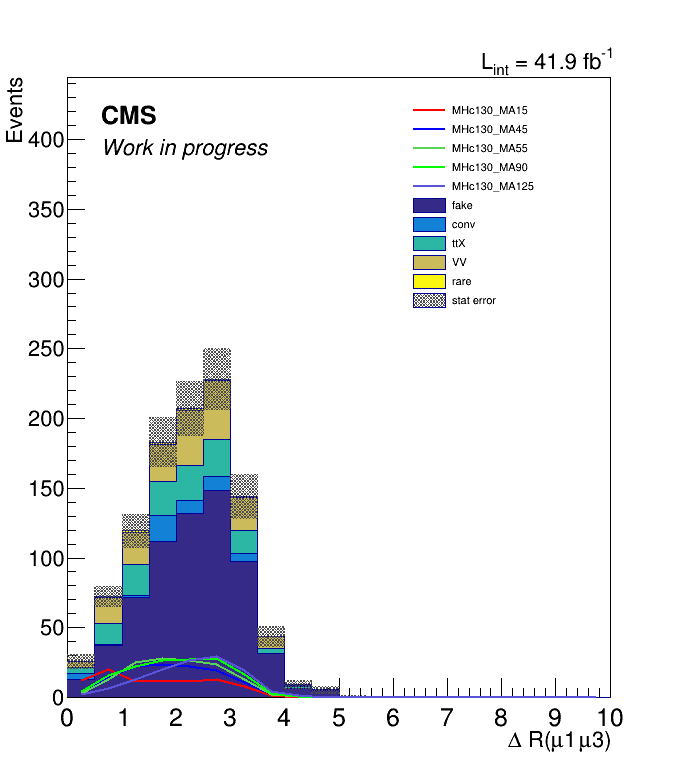 L_int = 41.9 fb^-1
Events
CMS
Work in progress
MHc130_MA15
MHc130_MA45
MHc130_MA55
MHc130_MA90
MHc130_MA125
fake
conv
ttX
VV
rare
stat error
400
350
300
250
200
150
100
50
0
0 1 2 3 4 5 6 7 8 9 10
Δ R(μ1μ3)